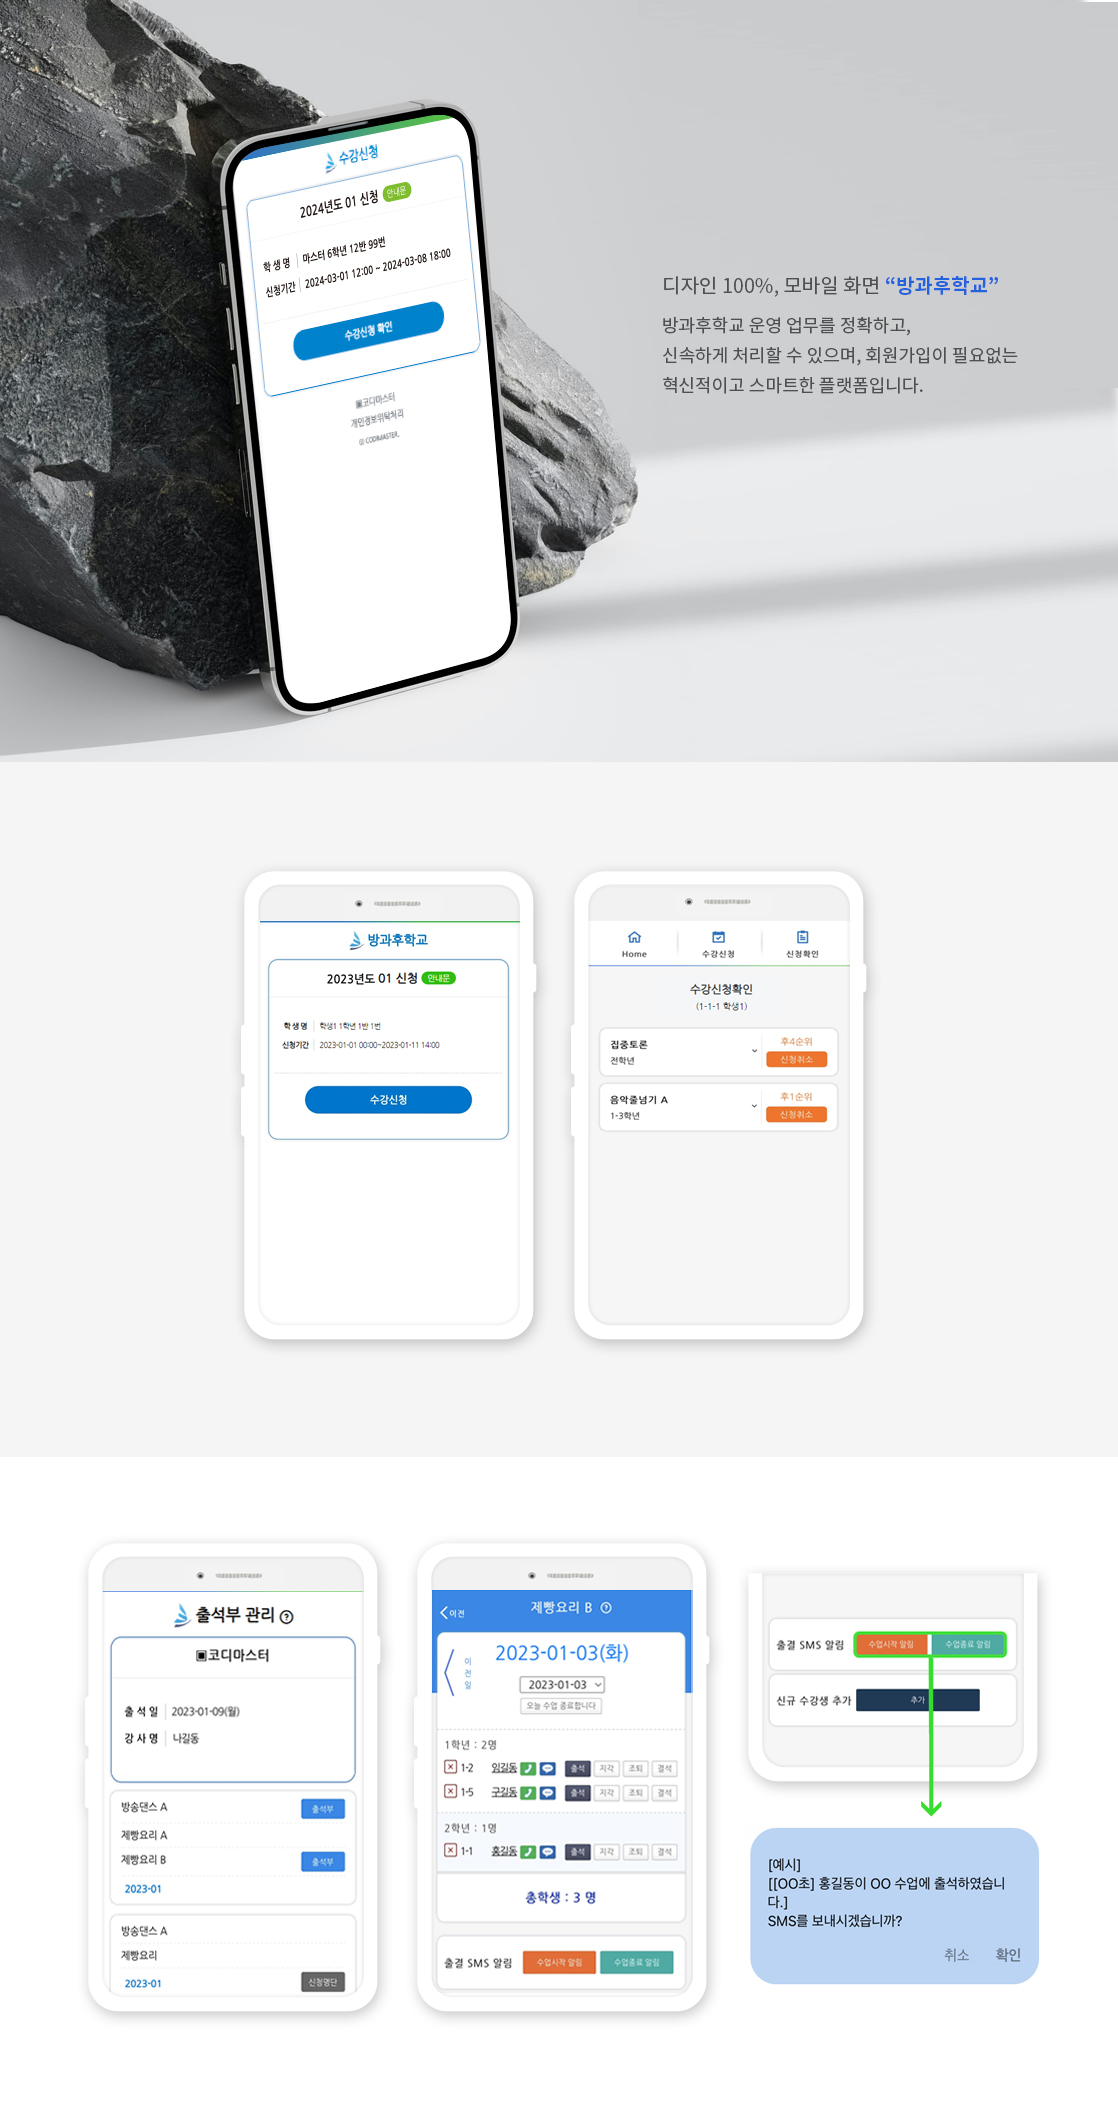 수강신청
2024년도 01 신청 안내문
학 생 명 마스터 6학년 12반 99번
신청기간 2024-03-01 12:00 ~ 2024-03-08 18:00
수강신청 확인
▣코디마스터
개인정보위탁처리
@ CODIMASTER.
디자인 100%, 모바일 화면 “방과후학교”
방과후학교 운영 업무를 정확하고,
신속하게 처리할 수 있으며, 회원가입이 필요없는
혁신적이고 스마트한 플랫폼입니다.
방과후학교
2023년도 01 신청 안내문
학 생 명 학생1 1학년 1반 1번
신청기간 2023-01-01 00:00~2023-01-11 14:00
수강신청
Home 수강신청 신청확인
수강신청확인
(1-1-1 학생1)
집중토론
전학년
후4순위
신청취소
음악줄넘기 A
1-3학년
후1순위
신청취소
출석부 관리 ?
▣코디마스터
출 석 일 2023-01-09(월)
강 사 명 나길동
방송댄스 A 출석부
제빵요리 A
제빵요리 B 출석부
2023-01
방송댄스 A
제빵요리
2023-01 신청명단
이전 제빵요리 B ?
이전일
2023-01-03(화)
2023-01-03
오늘 수업 종료합니다
1학년 : 2명
1-2 임길동 출석 지각 조퇴 결석
1-5 구길동 출석 지각 조퇴 결석
2학년 : 1명
1-1 홍길동 출석 지각 조퇴 결석
총학생 : 3 명
출결 SMS 알림 수업시작 알림 수업종료 알림
출결 SMS 알림 수업시작 알림 수업종료 알림
신규 수강생 추가 추가
[예시]
[[OO초] 홍길동이 OO 수업에 출석하였습니
다.]
SMS를 보내시겠습니까?
취소 확인